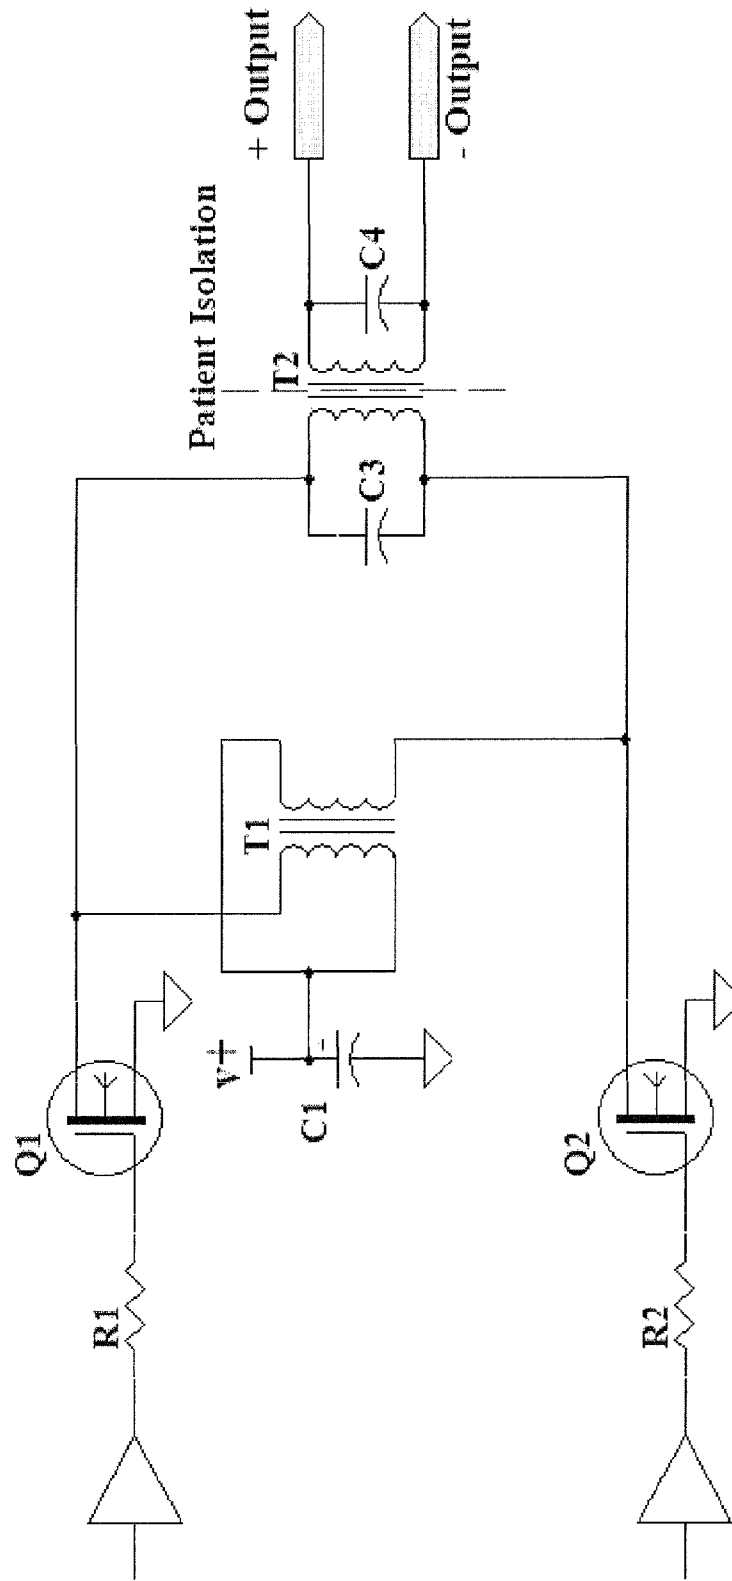 + Output
- Output
Patient Isolation
T2
C4
C3
T1
V+
C1
Q1
Q2
R1
R2